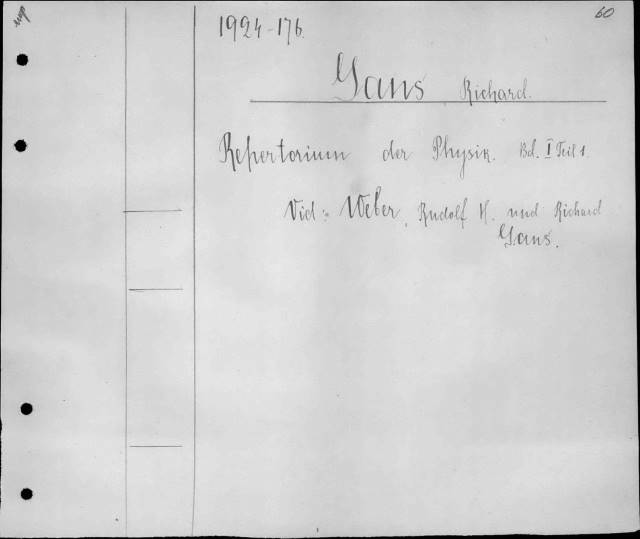 60
1924-176.
Gans, Richard.
Repertorium der Physik. Bd. I Teil 1.
Vid: Weber, Rudolf H. und Richard
Gans.